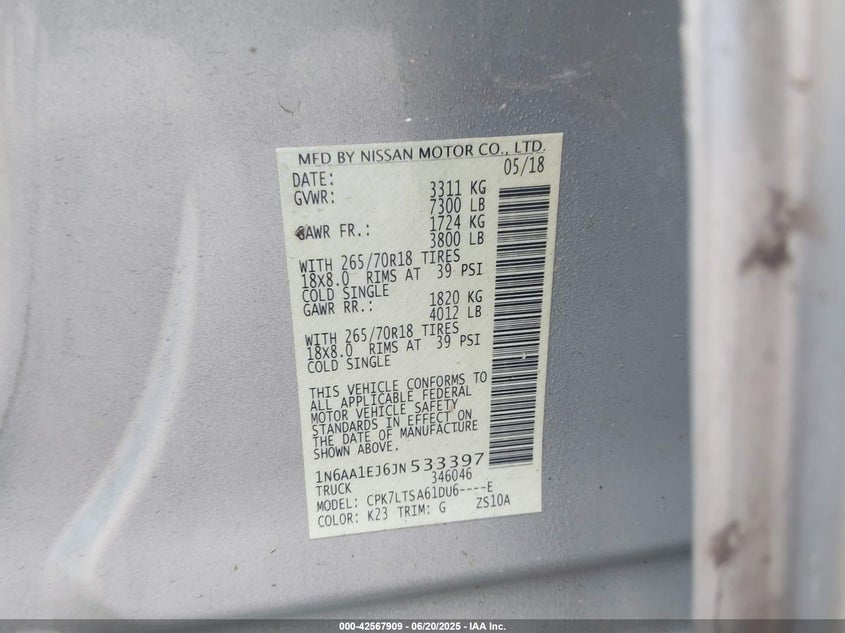 MFD BY NISSAN MOTOR CO., LTD.
DATE: 05/18
GVWR: 3311 KG
7300 LB
GAWR FR.: 1724 KG
3800 LB
WITH 265/70R18 TIRES
18X8.0 RIMS AT 39 PSI
COLD SINGLE
GAWR RR.: 1820 KG
4012 LB
WITH 265/70R18 TIRES
18X8.0 RIMS AT 39 PSI
COLD SINGLE
THIS VEHICLE CONFORMS TO
ALL APPLICABLE FEDERAL
MOTOR VEHICLE SAFETY
STANDARDS IN EFFECT ON
THE DATE OF MANUFACTURE
SHOWN ABOVE.
1N6AA1EJ6JN533397
TRUCK 346046
MODEL: CPK7LTSA61DU6----E
COLOR: K23 TRIM: G ZS10A
000-42567909 - 06/20/2025 - IAA Inc.